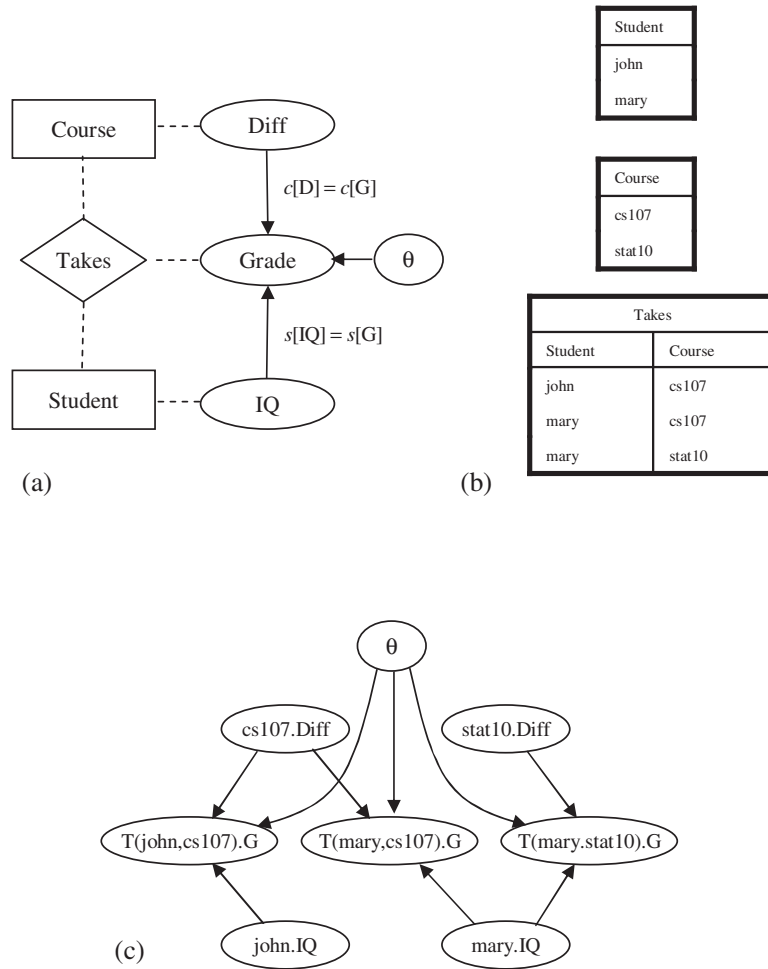 Course
Diff
c[D] = c[G]
Takes
Grade
θ
s[IQ] = s[G]
Student
IQ
(a)
Student
john
mary
Course
cs107
stat10
Takes
Student Course
john cs107
mary cs107
mary stat10
(b)
θ
cs107.Diff stat10.Diff
T(john,cs107).G T(mary,cs107).G T(mary.stat10).G
john.IQ mary.IQ
(c)